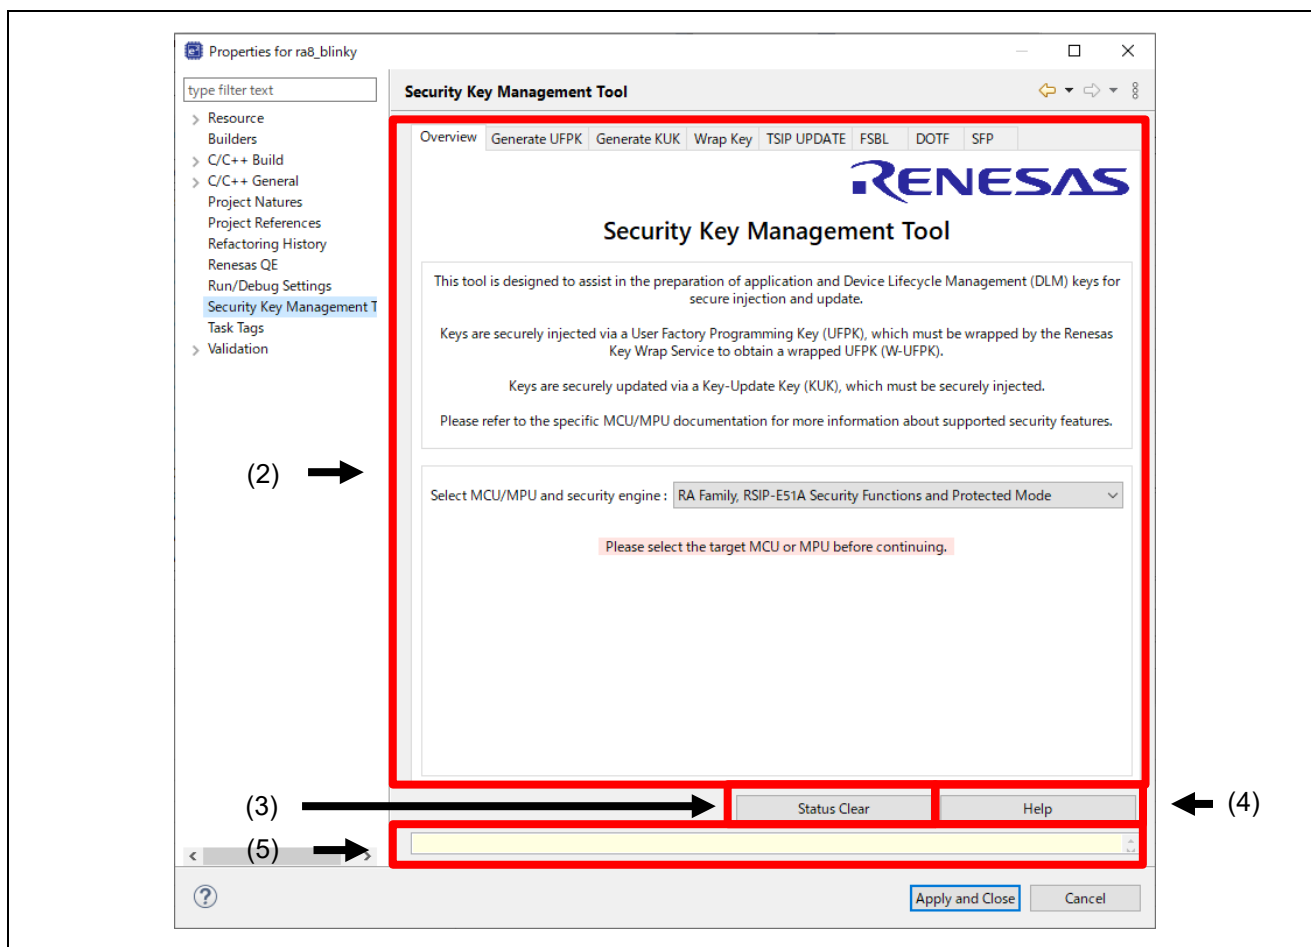 Properties for ra8_blinky
type filter text
Security Key Management Tool
Resource
Builders
C/C++ Build
C/C++ General
Project Natures
Project References
Refactoring History
Renesas QE
Run/Debug Settings
Security Key Management T
Task Tags
Validation
Overview Generate UFPK Generate KUK Wrap Key TSIP UPDATE FSBL DOTF SFP
RENESAS
Security Key Management Tool
This tool is designed to assist in the preparation of application and Device Lifecycle Management (DLM) keys for
secure injection and update.
Keys are securely injected via a User Factory Programming Key (UFPK), which must be wrapped by the Renesas
Key Wrap Service to obtain a wrapped UFPK (W-UFPK).
Keys are securely updated via a Key-Update Key (KUK), which must be securely injected.
Please refer to the specific MCU/MPU documentation for more information about supported security features.
(2)
Select MCU/MPU and security engine : RA Family, RSIP-E51A Security Functions and Protected Mode
Please select the target MCU or MPU before continuing.
(3)
Status Clear
Help
(4)
(5)
Apply and Close
Cancel